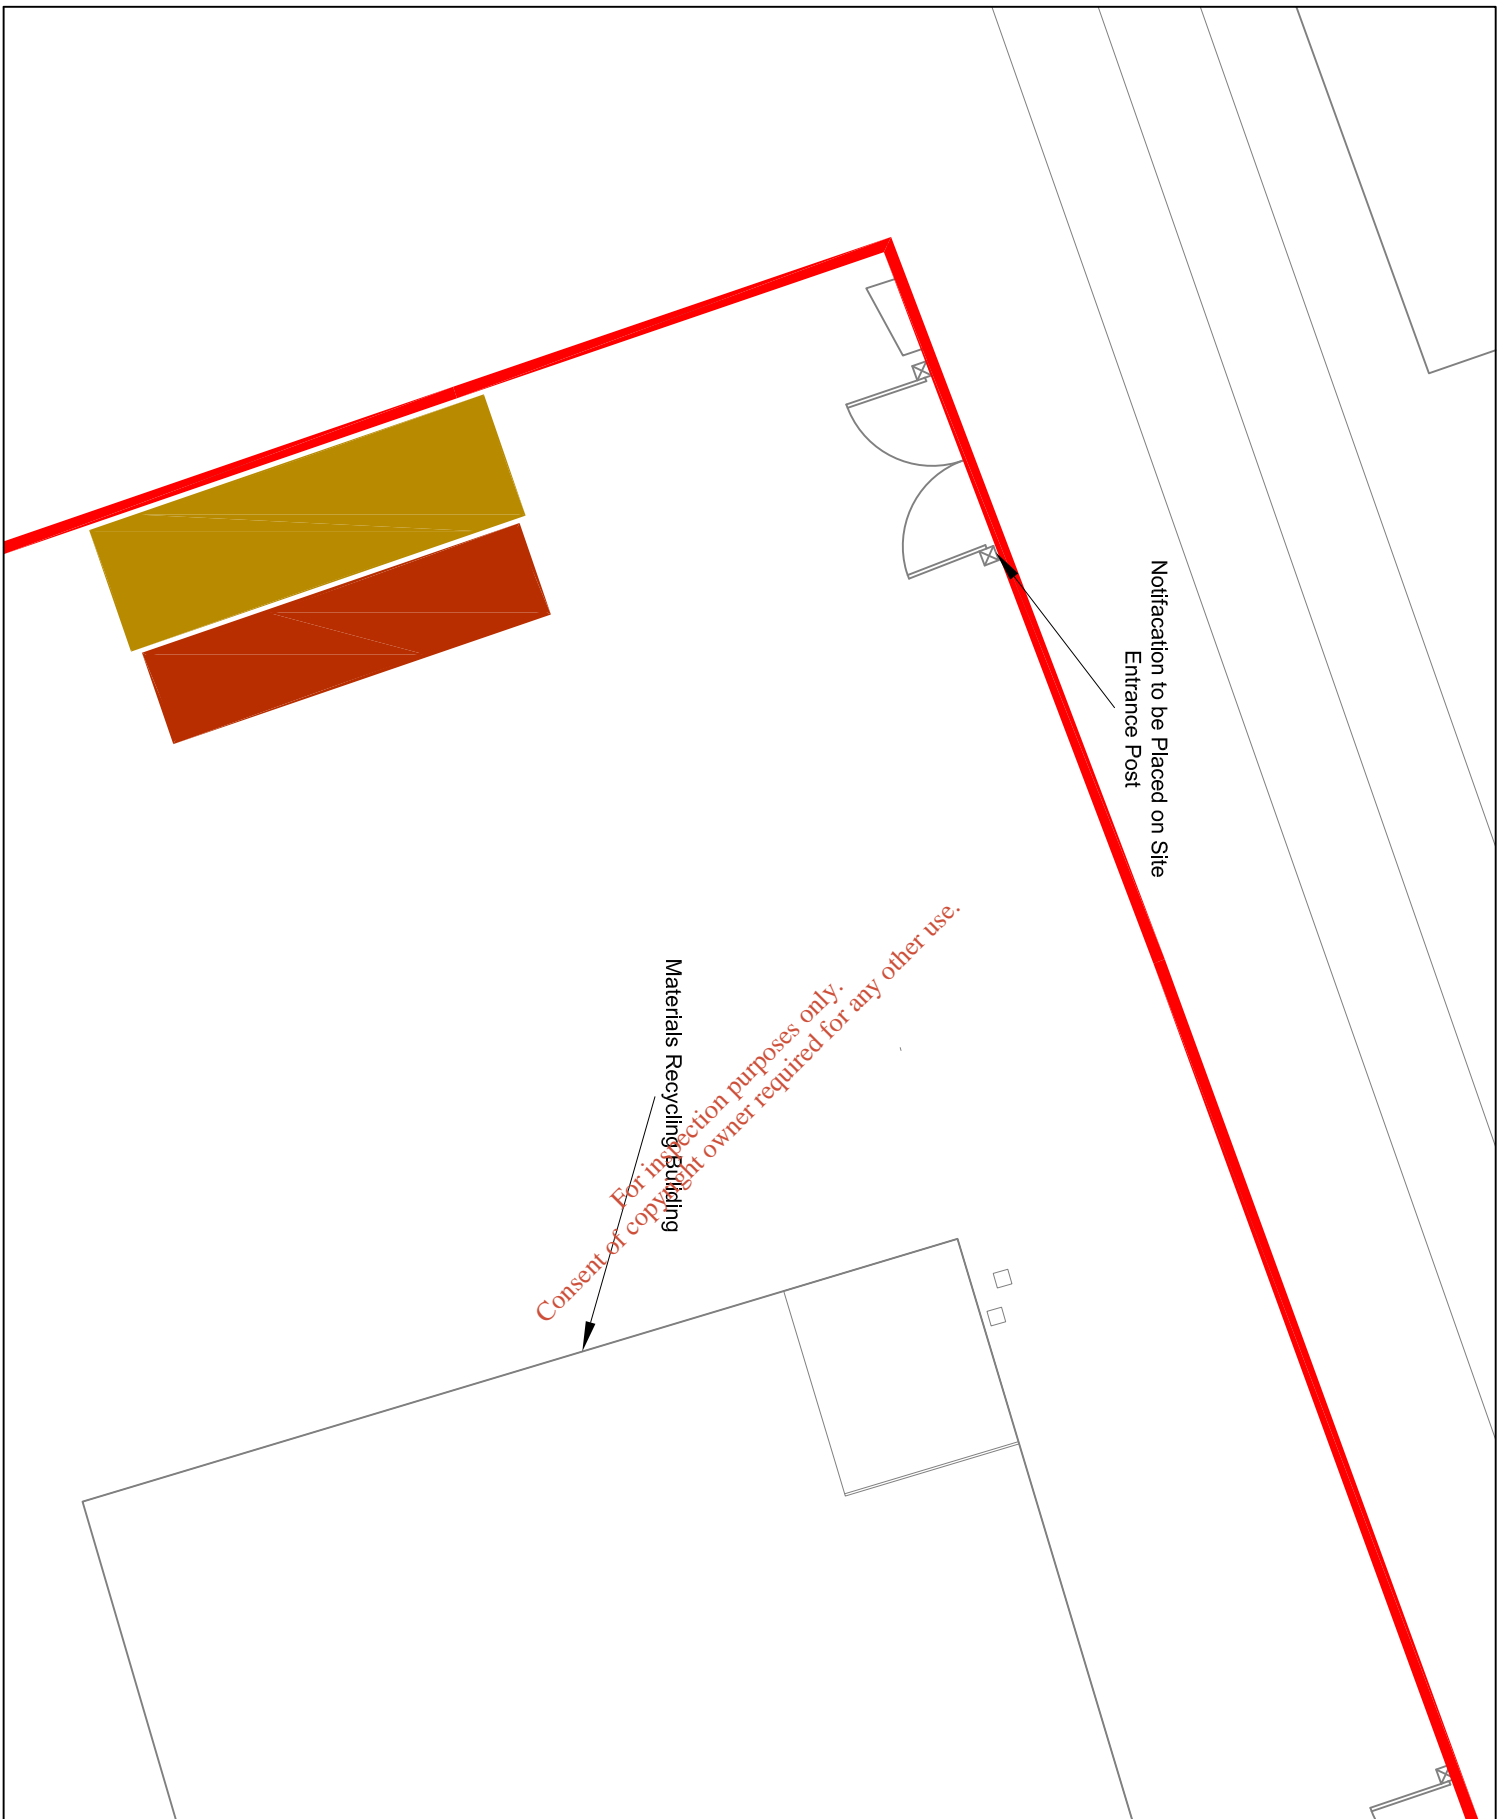 Notifacation to be Placed on Site
Entrance Post
Materials Recycling Building
For inspection purposes only.
Consent of copyright owner required for any other use.